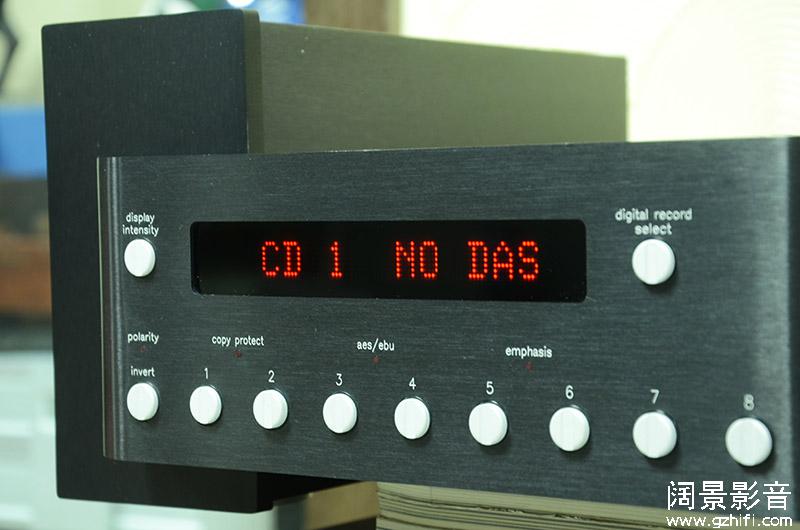 display
intensity
CD 1 NO DAS
digital record
select
polarity
copy protect
aes/ebu
emphasis
invert
1 2 3 4 5 6 7 8
阔景影音
www.gzhifi.com